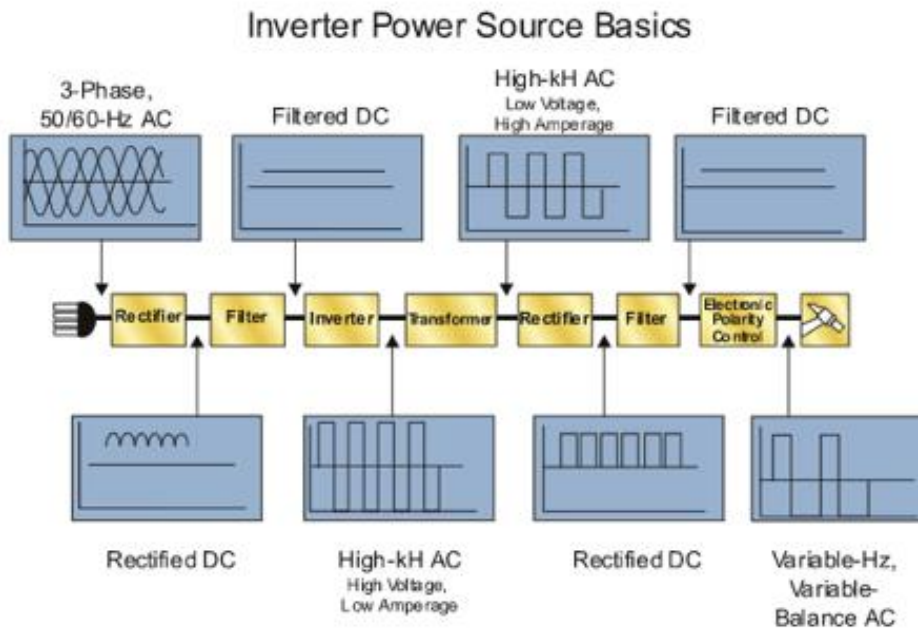 Inverter Power Source Basics
3-Phase,
50/60-Hz AC
Filtered DC
High-kH AC
Low Voltage,
High Amperage
Filtered DC
Rectifier
Filter
Inverter
Transformer
Rectifier
Filter
Electronic
Polarity
Control
Rectified DC
High-kH AC
High Voltage,
Low Amperage
Rectified DC
Variable-Hz,
Variable-
Balance AC